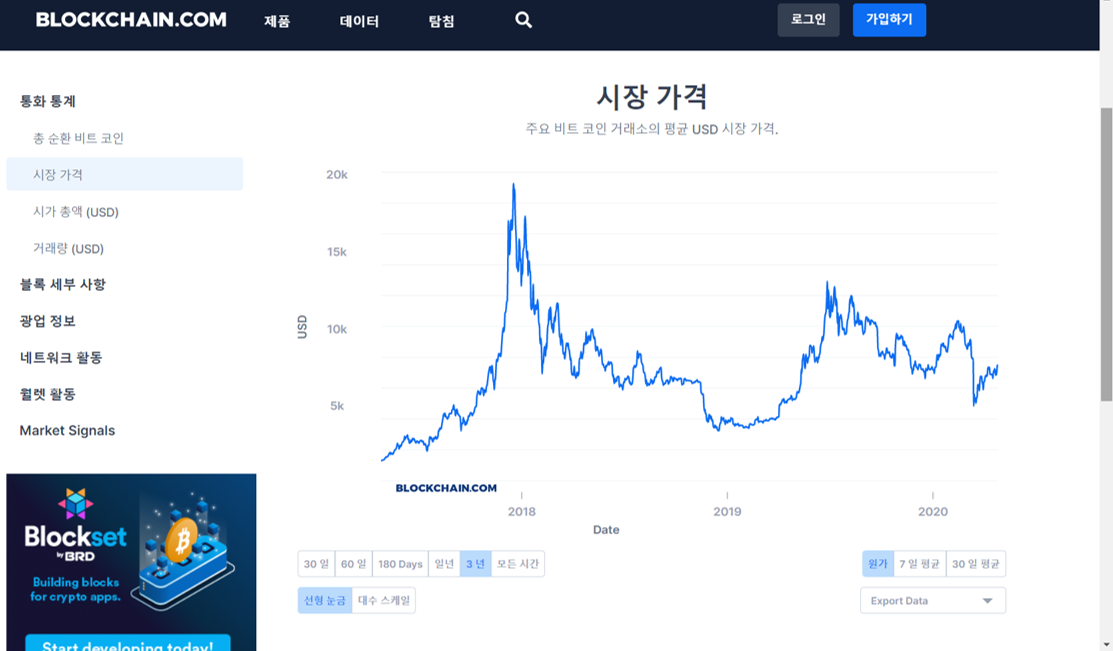 BLOCKCHAIN.COM 제품 데이터 탐침 로그인 가입하기
통화 통계
총 순환 비트 코인
시장 가격
시가 총액 (USD)
거래량 (USD)
블록 세부 사항
광업 정보
네트워크 활동
월렛 활동
Market Signals
Blockset
by BRD
Building blocks
for crypto apps.
Start developing today!
시장 가격
주요 비트 코인 거래소의 평균 USD 시장 가격.
20k
15k
10k
5k
USD
BLOCKCHAIN.COM
2018 2019 2020
Date
30 일 60 일 180 Days 일년 3 년 모든 시간
원가 7 일 평균 30 일 평균
선형 눈금 대수 스케일
Export Data